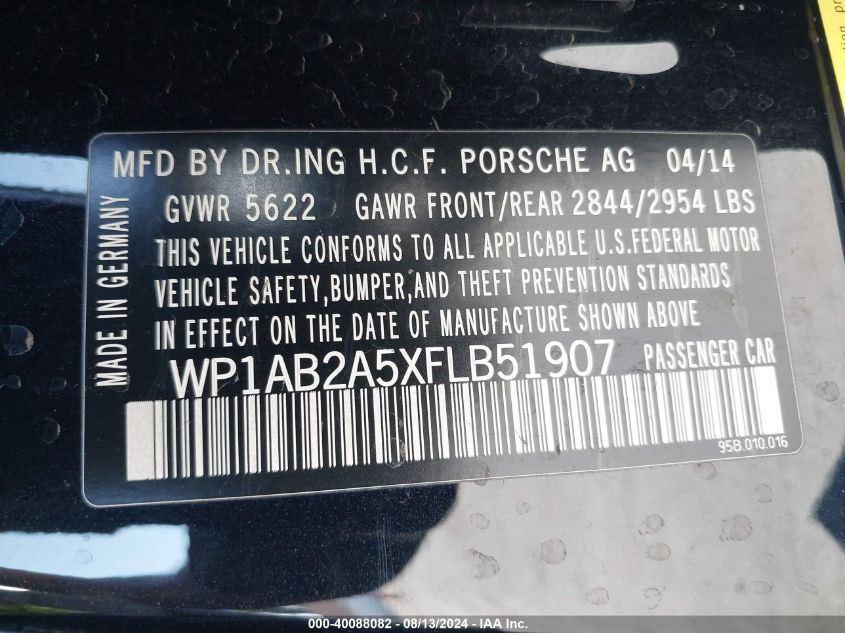 MFD BY DR.ING H.C.F. PORSCHE AG 04/14
GVWR 5622 GAWR FRONT/REAR 2844/2954 LBS
THIS VEHICLE CONFORMS TO ALL APPLICABLE U.S.FEDERAL MOTOR
VEHICLE SAFETY,BUMPER,AND THEFT PREVENTION STANDARDS
IN EFFECT ON THE DATE OF MANUFACTURE SHOWN ABOVE
WP1AB2A5XFLB51907 PASSENGER CAR
95B.010.016
MADE IN GERMANY
000-40088082 - 08/13/2024 - IAA Inc.